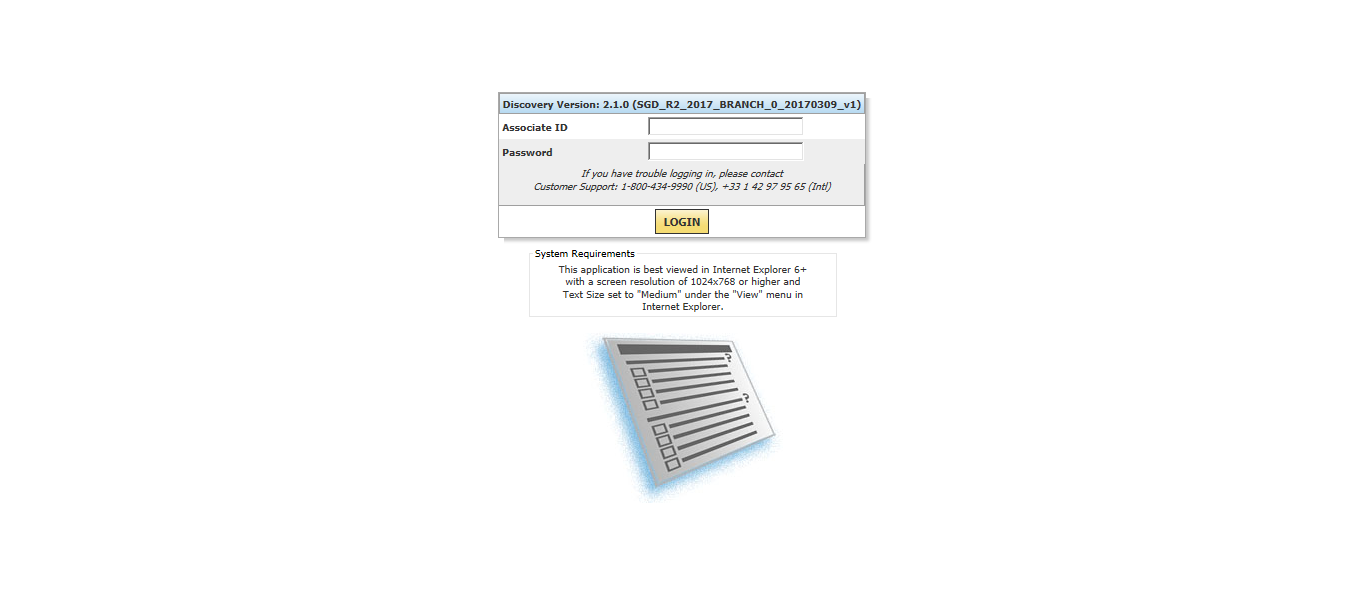 Discovery Version: 2.1.0 (SGD_R2_2017_BRANCH_0_20170309_v1)
Associate ID
Password
If you have trouble logging in, please contact
Customer Support: 1-800-434-9990 (US), +33 1 42 97 95 65 (Intl)
LOGIN
System Requirements
This application is best viewed in Internet Explorer 6+
with a screen resolution of 1024x768 or higher and
Text Size set to "Medium" under the "View" menu in
Internet Explorer.
?
?